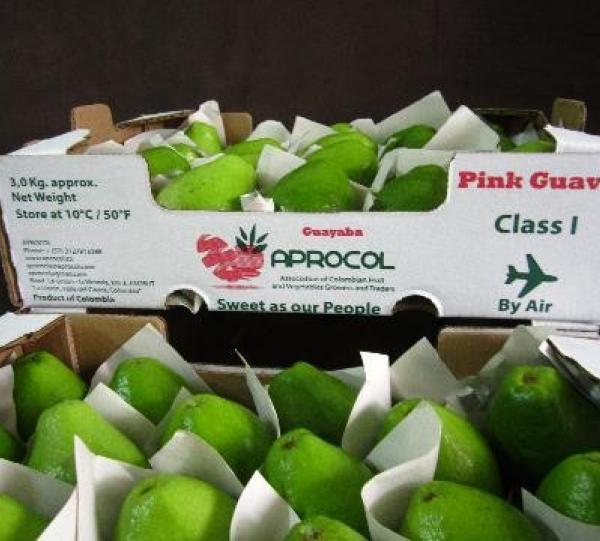 3,0 Kg. approx.
Net Weight
Store at 10°C / 50°F
APROCOL
Product of Colombia
Guayaba
APROCOL
Association of Colombian Fruit
and Vegetables Growers and Traders
Sweet as our People
Pink Guav
Class I
By Air